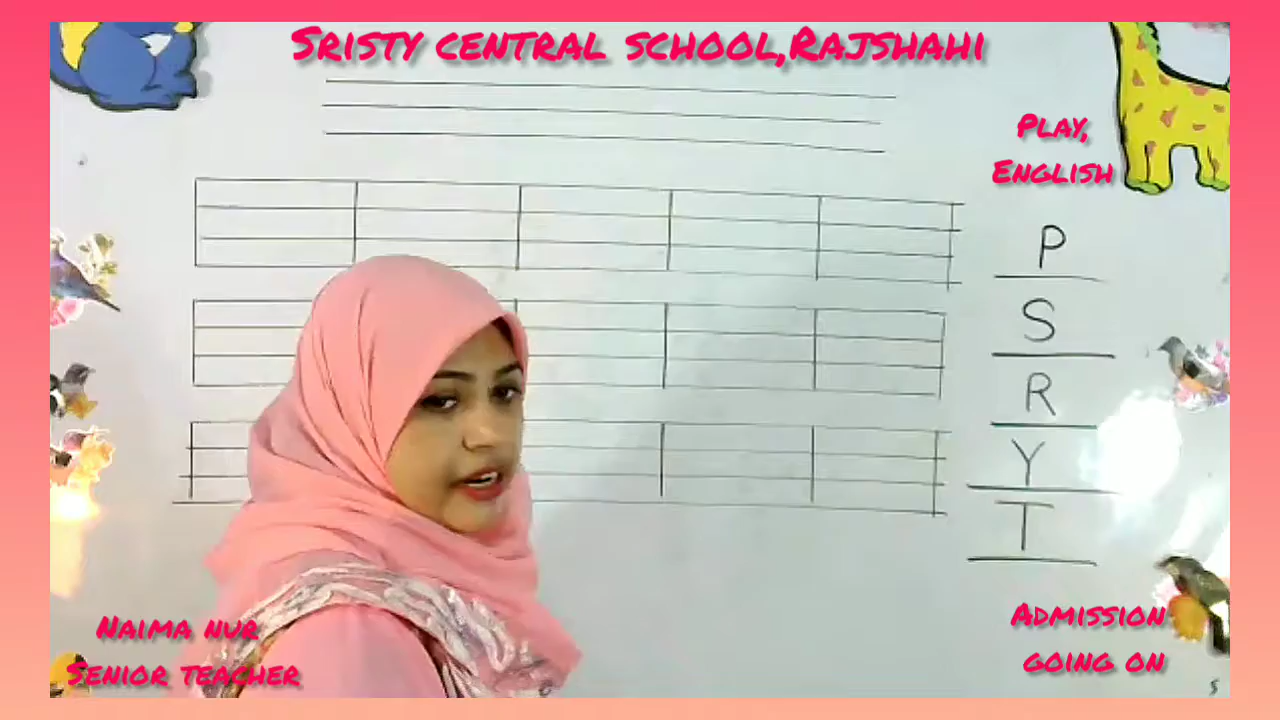 Sristy central school,Rajshahi
Play,
English
P
S
R
Y
T
Naima nur
Senior teacher
Admission
going on